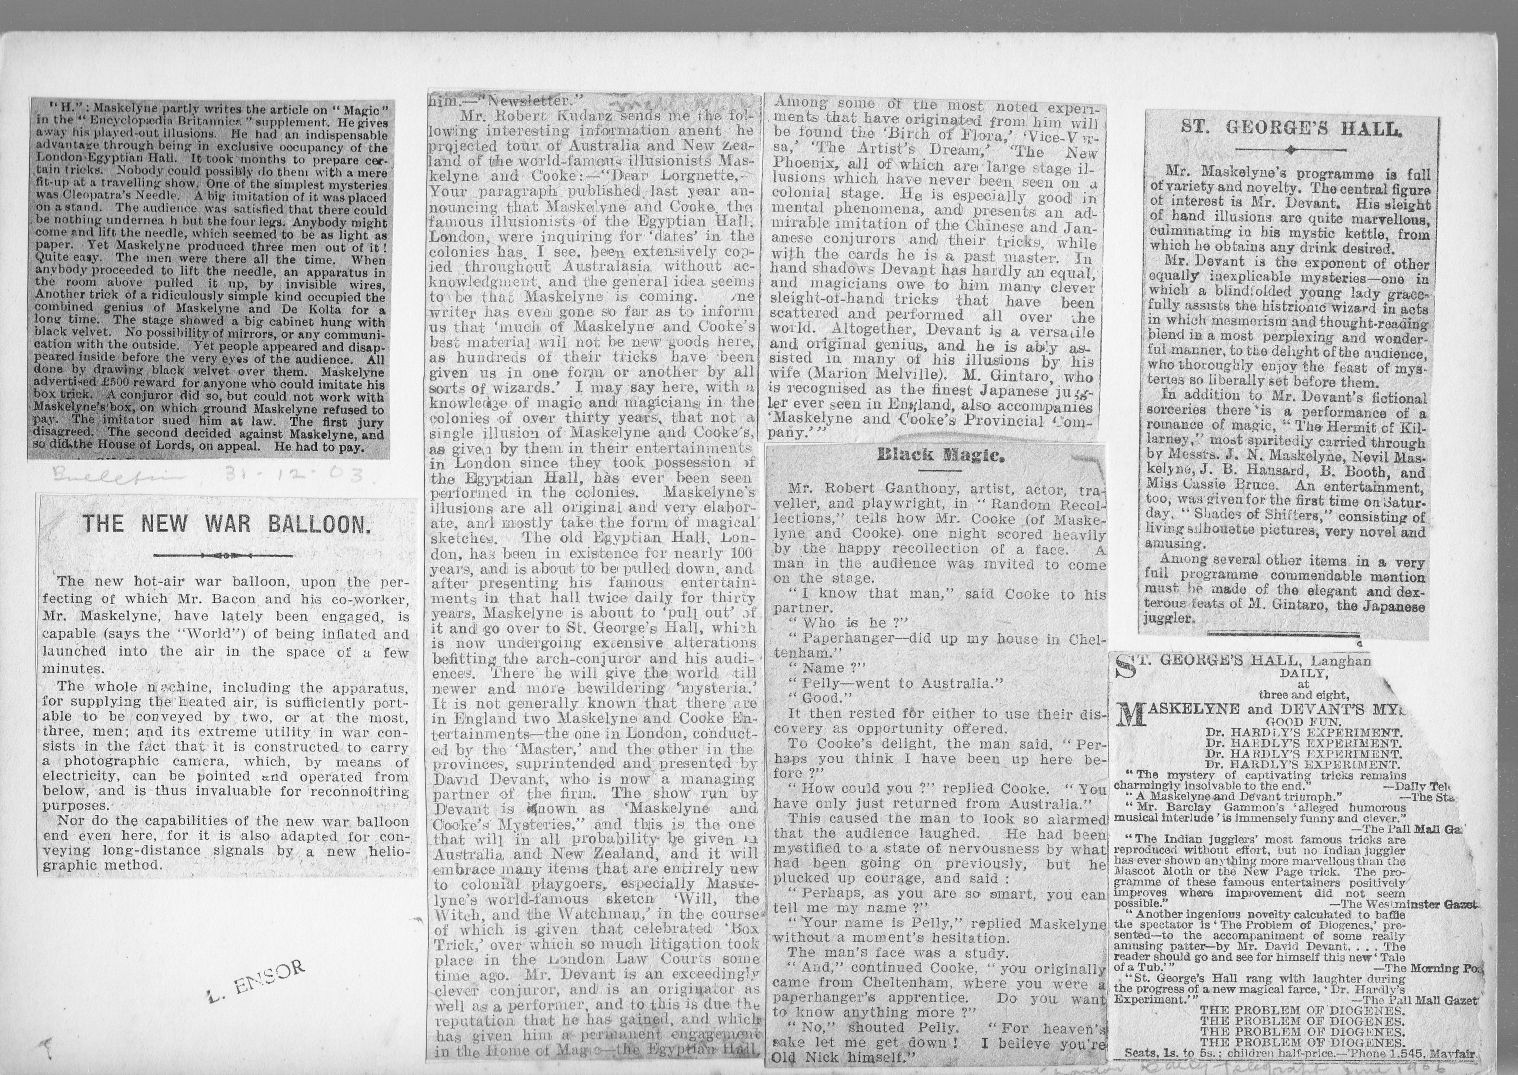 "H.": Maskelyne partly writes the article on "Magic"
in the "Encyclopædia Britannica" supplement. He gives
away his played-out illusions. He had an indispensable
advantage through being in exclusive occupancy of the
London Egyptian Hall. It took months to prepare cer-
tain tricks. Nobody could possibly do them with a mere
fit-up at a travelling show. One of the simplest mysteries
was Cleopatra's Needle. A big imitation of it was placed
on a stand. The audience was satisfied that there could
be nothing undernea h but the four legs. Anybody might
come and lift the needle, which seemed to be as light as
paper. Yet Maskelyne produced three men out of it!
Quite easy. The men were there all the time. When
anybody proceeded to lift the needle, an apparatus in
the room above pulled it up, by invisible wires,
Another trick of a ridiculously simple kind occupied the
combined genius of Maskelyne and De Kolta for a
long time. The stage showed a big cabinet hung with
black velvet. No possibility of mirrors, or any communi-
cation with the outside. Yet people appeared and disap-
peared inside before the very eyes of the audience. All
done by drawing black velvet over them. Maskelyne
advertised £500 reward for anyone who could imitate his
box trick. A conjuror did so, but could not work with
Maskelyne's box, on which ground Maskelyne refused to
pay. The imitator sued him at law. The first jury
disagreed. The second decided against Maskelyne, and
so did the House of Lords, on appeal. He had to pay.
Bulletin 31-12-03.
THE NEW WAR BALLOON.
The new hot-air war balloon, upon the per-
fecting of which Mr. Bacon and his co-worker,
Mr. Maskelyne, have lately been engaged, is
capable (says the "World") of being inflated and
launched into the air in the space of a few
minutes.
The whole machine, including the apparatus,
for supplying the heated air, is sufficiently port-
able to be conveyed by two, or at the most,
three, men; and its extreme utility in war con-
sists in the fact that it is constructed to carry
a photographic camera, which, by means of
electricity, can be pointed and operated from
below, and is thus invaluable for reconnoitring
purposes.
Nor do the capabilities of the new war balloon
end even here, for it is also adapted for con-
veying long-distance signals by a new helio-
graphic method.
L. ENSOR
him.—"Newsletter."
Mr. Robert Kudarz sends me the fol-
lowing interesting information anent he
projected tour of Australia and New Zea-
land of the world-famous illusionists Mas-
kelyne and Cooke:—"Dear Lorgnette,—
Your paragraph published last year an-
nouncing that Maskelyne and Cooke, the
famous illusionists of the Egyptian Hall,
London, were inquiring for 'dates' in the
colonies has, I see, been extensively cop-
ied throughout Australasia without ac-
knowledgment, and the general idea seems
to be that Maskelyne is coming. ne
writer has even gone so far as to inform
us that 'much of Maskelyne and Cooke's
best material will not be new goods here,
as hundreds of their tricks have been
given us in one form or another by all
sorts of wizards.' I may say here, with a
knowledge of magic and magicians in the
colonies of over thirty years, that not a
single illusion of Maskelyne and Cooke's,
as given by them in their entertainments
in London since they took possession of
the Egyptian Hall, has ever been seen
performed in the colonies. Maskelyne's
illusions are all original and very elabor-
ate, and mostly take the form of magical
sketches. The old Egyptian Hall, Lon-
don, has been in existence for nearly 100
years, and is about to be pulled down, and
after presenting his famous entertain-
ments in that hall twice daily for thirty
years, Maskelyne is about to 'pull out' of
it and go over to St. George's Hall, which
is now undergoing extensive alterations
befitting the arch-conjuror and his audi-
ences. There he will give the world till
newer and more bewildering 'mysteria.'
It is not generally known that there are
in England two Maskelyne and Cooke En-
tertainments—the one in London, conduct-
ed by the 'Master,' and the other in the
provinces, suprintended and presented by
David Devant, who is now a managing
partner of the firm. The show run by
Devant is known as 'Maskelyne and
Cooke's Mysteries,' and this is the one
that will in all probability be given in
Australia and New Zealand, and it will
embrace many items that are entirely new
to colonial playgoers, especially Maske-
lyne's world-famous sketch 'Will, the
Witch, and the Watchman,' in the course
of which is given that celebrated 'Box
Trick,' over which so much litigation took
place in the London Law Courts some
time ago. Mr. Devant is an exceedingly
clever conjuror, and is an originator as
well as a performer, and to this is due the
reputation that he has gained, and which
has given him a permanent engagement
in the Home of Magic—the Egyptian Hall.
Among some of the most noted experi-
ments that have originated from him will
be found the 'Birth of Flora,' 'Vice-Ver-
sa,' 'The Artist's Dream,' 'The New
Phoenix, all of which are large stage il-
lusions which have never been seen on a
colonial stage. He is especially good in
mental phenomena, and presents an ad-
mirable imitation of the Chinese and Jap-
anese conjurors and their tricks, while
with the cards he is a past master. In
hand shadows Devant has hardly an equal,
and magicians owe to him many clever
sleight-of-hand tricks that have been
scattered and performed all over the
world. Altogether, Devant is a versatile
and original genius, and he is ably as-
sisted in many of his illusions by his
wife (Marion Melville). M. Gintaro, who
is recognised as the finest Japanese jugg-
ler ever seen in England, also accompanies
'Maskelyne and Cooke's Provincial Com-
pany.'"
Black Magic.
Mr. Robert Ganthony, artist, actor, tra-
veller, and playwright, in "Random Recol-
lections," tells how Mr. Cooke (of Maske-
lyne and Cooke) one night scored heavily
by the happy recollection of a face. A
man in the audience was invited to come
on the stage.
"I know that man," said Cooke to his
partner.
"Who is he?"
"Paperhanger—did up my house in Chel-
tenham."
"Name?"
"Pelly—went to Australia."
"Good."
It then rested for either to use their dis-
covery as opportunity offered.
To Cooke's delight, the man said, "Per-
haps you think I have been up here be-
fore?"
"How could you?" replied Cooke. "You
have only just returned from Australia."
This caused the man to look so alarmed
that the audience laughed. He had been
mystified to a state of nervousness by what
had been going on previously, but he
plucked up courage, and said:
"Perhaps, as you are so smart, you can
tell me my name?"
"Your name is Pelly," replied Maskelyne
without a moment's hesitation.
The man's face was a study.
"And," continued Cooke, "you originally
came from Cheltenham, where you were a
paperhanger's apprentice. Do you want
to know anything more?"
"No," shouted Pelly. "For heaven's
sake let me get down! I believe you're
Old Nick himself."
ST. GEORGE'S HALL.
Mr. Maskelyne's programme is full
of variety and novelty. The central figure
of interest is Mr. Devant. His sleight
of hand illusions are quite marvellous,
culminating in his mystic kettle, from
which he obtains any drink desired.
Mr. Devant is the exponent of other
equally inexplicable mysteries—one in
which a blindfolded young lady grace-
fully assists the histrionic wizard in acts
in which mesmerism and thought-reading
blend in a most perplexing and wonder-
ful manner, to the delight of the audience,
who thoroughly enjoy the feast of mys-
teries so liberally set before them.
In addition to Mr. Devant's fictional
sorceries there is a performance of a
romance of magic, "The Hermit of Kil-
larney," most spiritedly carried through
by Messrs. J. N. Maskelyne, Nevil Mas-
kelyne, J. B. Hansard, B. Booth, and
Miss Cassie Bruce. An entertainment,
too, was given for the first time on Satur-
day, "Shades of Shifters," consisting of
living silhouette pictures, very novel and
amusing.
Among several other items in a very
full programme commendable mention
must be made of the elegant and dex-
terous feats of M. Gintaro, the Japanese
juggler.
ST. GEORGE'S HALL, Langhan
DAILY,
at
three and eight,
MASKELYNE and DEVANT'S MY
GOOD FUN.
Dr. HARDLY'S EXPERIMENT.
Dr. HARDLY'S EXPERIMENT.
Dr. HARDLY'S EXPERIMENT.
Dr. HARDLY'S EXPERIMENT.
"The mystery of captivating tricks remains
charmingly insolvable to the end." —Daily Tel
"A Maskelyne and Devant triumph." —The Sta
"Mr. Barclay Gammon's 'alleged humorous
musical interlude' is immensely funny and clever."
—The Pall Mall Ga
"The Indian jugglers' most famous tricks are
reproduced without effort, but no Indian juggler
has ever shown anything more marvellous than the
Mascot Moth or the New Page trick. The pro-
gramme of these famous entertainers positively
improves where improvement did not seem
possible." —The Westminster Gazet
"Another ingenious novelty calculated to baffle
the spectator is 'The Problem of Diogenes,' pre-
sented—to the accompaniment of some really
amusing patter—by Mr. David Devant. . . . The
reader should go and see for himself this new 'Tale
of a Tub.'" —The Morning Po
"St. George's Hall rang with laughter during
the progress of a new magical farce, 'Dr. Hardly's
Experiment.'" —The Pall Mall Gazet
THE PROBLEM OF DIOGENES.
THE PROBLEM OF DIOGENES.
THE PROBLEM OF DIOGENES.
THE PROBLEM OF DIOGENES.
Seats, 1s. to 5s.; children half-price.—'Phone 1,545, Mayfair.
London Daily Telegraph June 1906